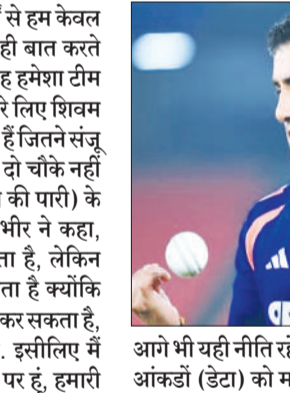 से हम केवल
ही बात करते
हमेशा टीम
लिए शिवम
हैं जितने संजू
दो चौके नहीं
की पारी) के
ने कहा,
है, लेकिन
है क्योंकि
कर सकता है,
. इसीलिए मैं
पर हूं, हमारी
आगे भी यही नीति
आंकडों (डेटा) को